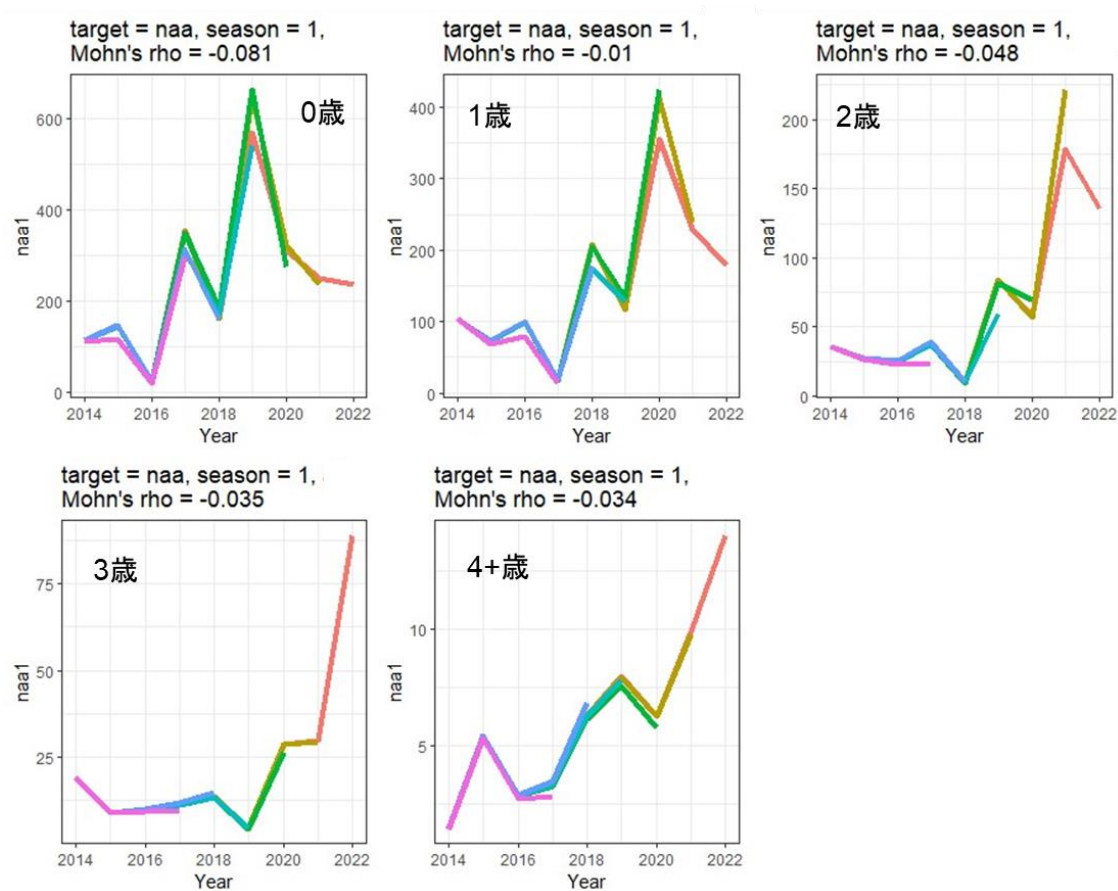 target = naa, season = 1,
Mohn's rho = -0.081
0歳
600
400
200
0
naa1
2014 2016 2018 2020 2022
Year
target = naa, season = 1,
Mohn's rho = -0.01
1歳
400
300
200
100
0
naa1
2014 2016 2018 2020 2022
Year
target = naa, season = 1,
Mohn's rho = -0.048
2歳
200
150
100
50
0
naa1
2014 2016 2018 2020 2022
Year
target = naa, season = 1,
Mohn's rho = -0.035
3歳
75
50
25
naa1
2014 2016 2018 2020 2022
Year
target = naa, season = 1,
Mohn's rho = -0.034
4+歳
10
5
naa1
2014 2016 2018 2020 2022
Year